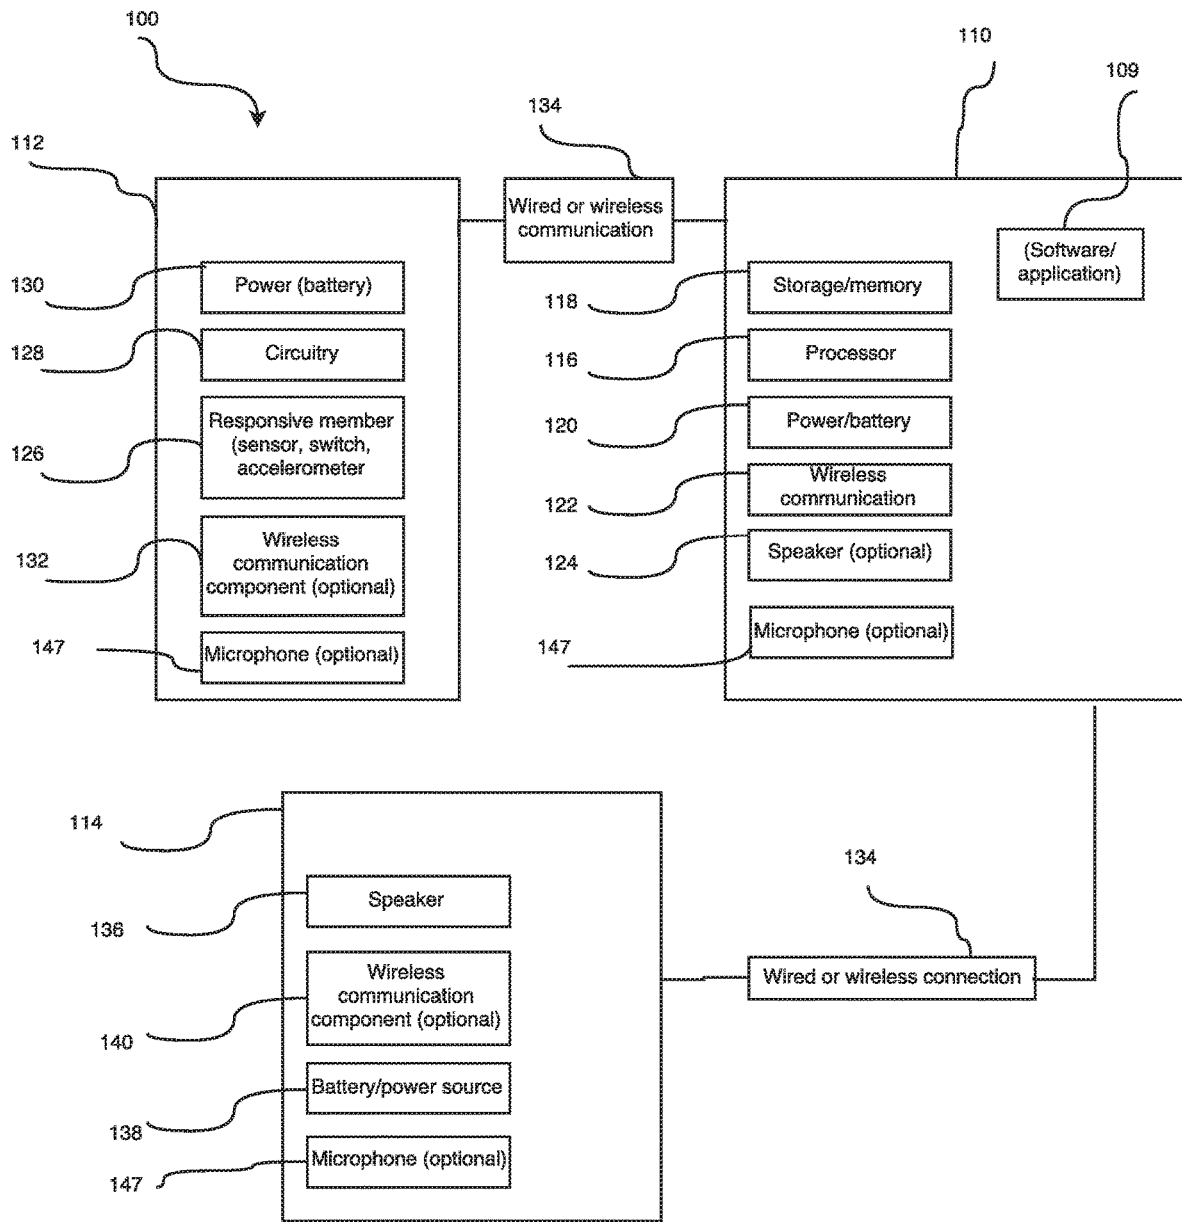 100
110
109
134
112
Wired or wireless
communication
(Software/
application)
130
Power (battery)
118
Storage/memory
128
Circuitry
116
Processor
126
Responsive member
(sensor, switch,
accelerometer
120
Power/battery
122
Wireless
communication
132
Wireless
communication
component (optional)
124
Speaker (optional)
147
Microphone (optional)
147
Microphone (optional)
114
134
136
Speaker
Wired or wireless connection
140
Wireless
communication
component (optional)
138
Battery/power source
147
Microphone (optional)